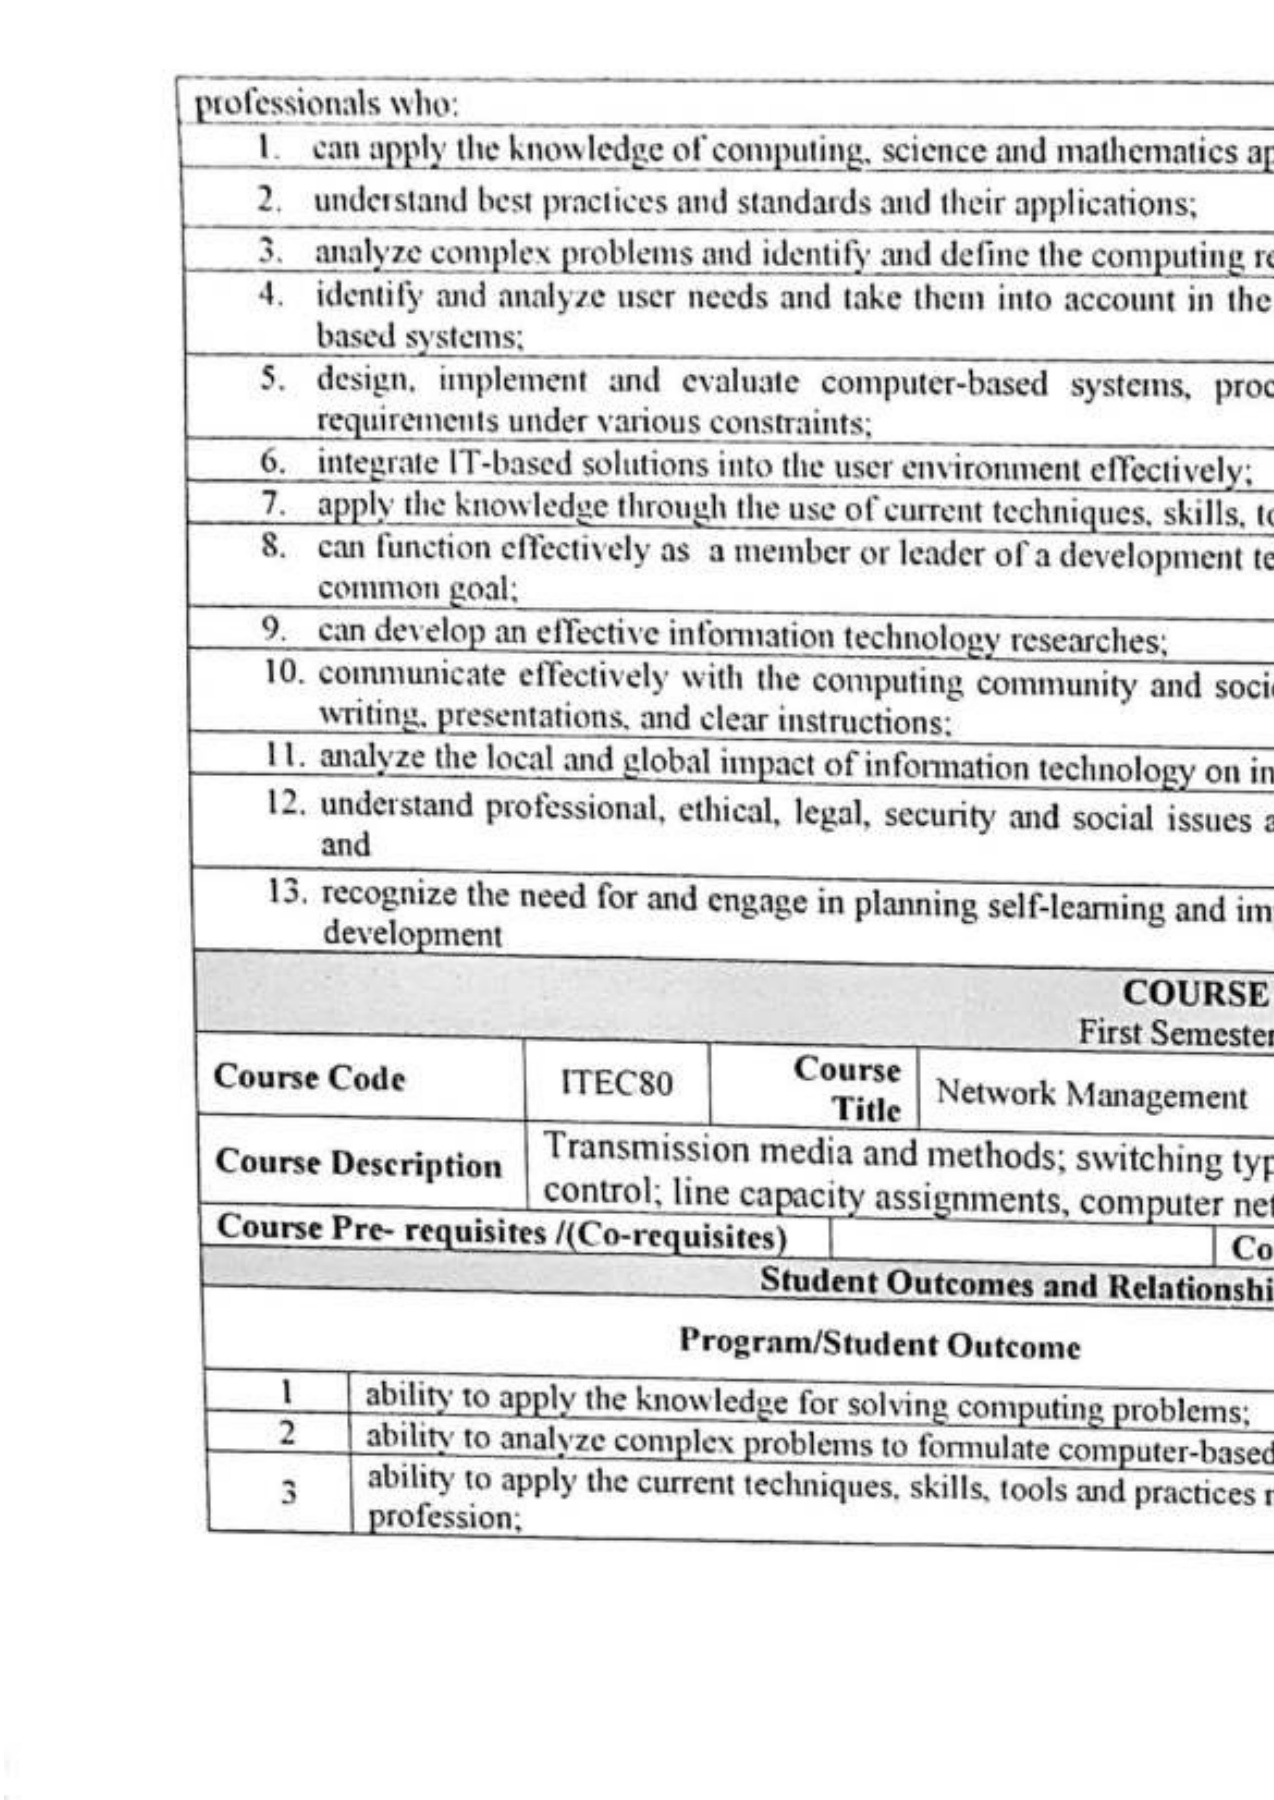 professionals who:
1. can apply the knowledge of computing, science and mathematics ap
2. understand best practices and standards and their applications;
3. analyze complex problems and identify and define the computing re
4. identify and analyze user needs and take them into account in the
based systems;
5. design, implement and evaluate computer-based systems, proc
requirements under various constraints;
6. integrate IT-based solutions into the user environment effectively;
7. apply the knowledge through the use of current techniques, skills, to
8. can function effectively as a member or leader of a development te
common goal;
9. can develop an effective information technology researches;
10. communicate effectively with the computing community and soci
writing, presentations, and clear instructions;
11. analyze the local and global impact of information technology on in
12. understand professional, ethical, legal, security and social issues a
and
13. recognize the need for and engage in planning self-learning and im
development
COURSE
First Semester
Course Code ITEC80 Course Title Network Management
Course Description Transmission media and methods; switching typ
control; line capacity assignments, computer net
Course Pre- requisites /(Co-requisites) Co
Student Outcomes and Relationshi
Program/Student Outcome
1 ability to apply the knowledge for solving computing problems;
2 ability to analyze complex problems to formulate computer-based
3 ability to apply the current techniques, skills, tools and practices r
profession;